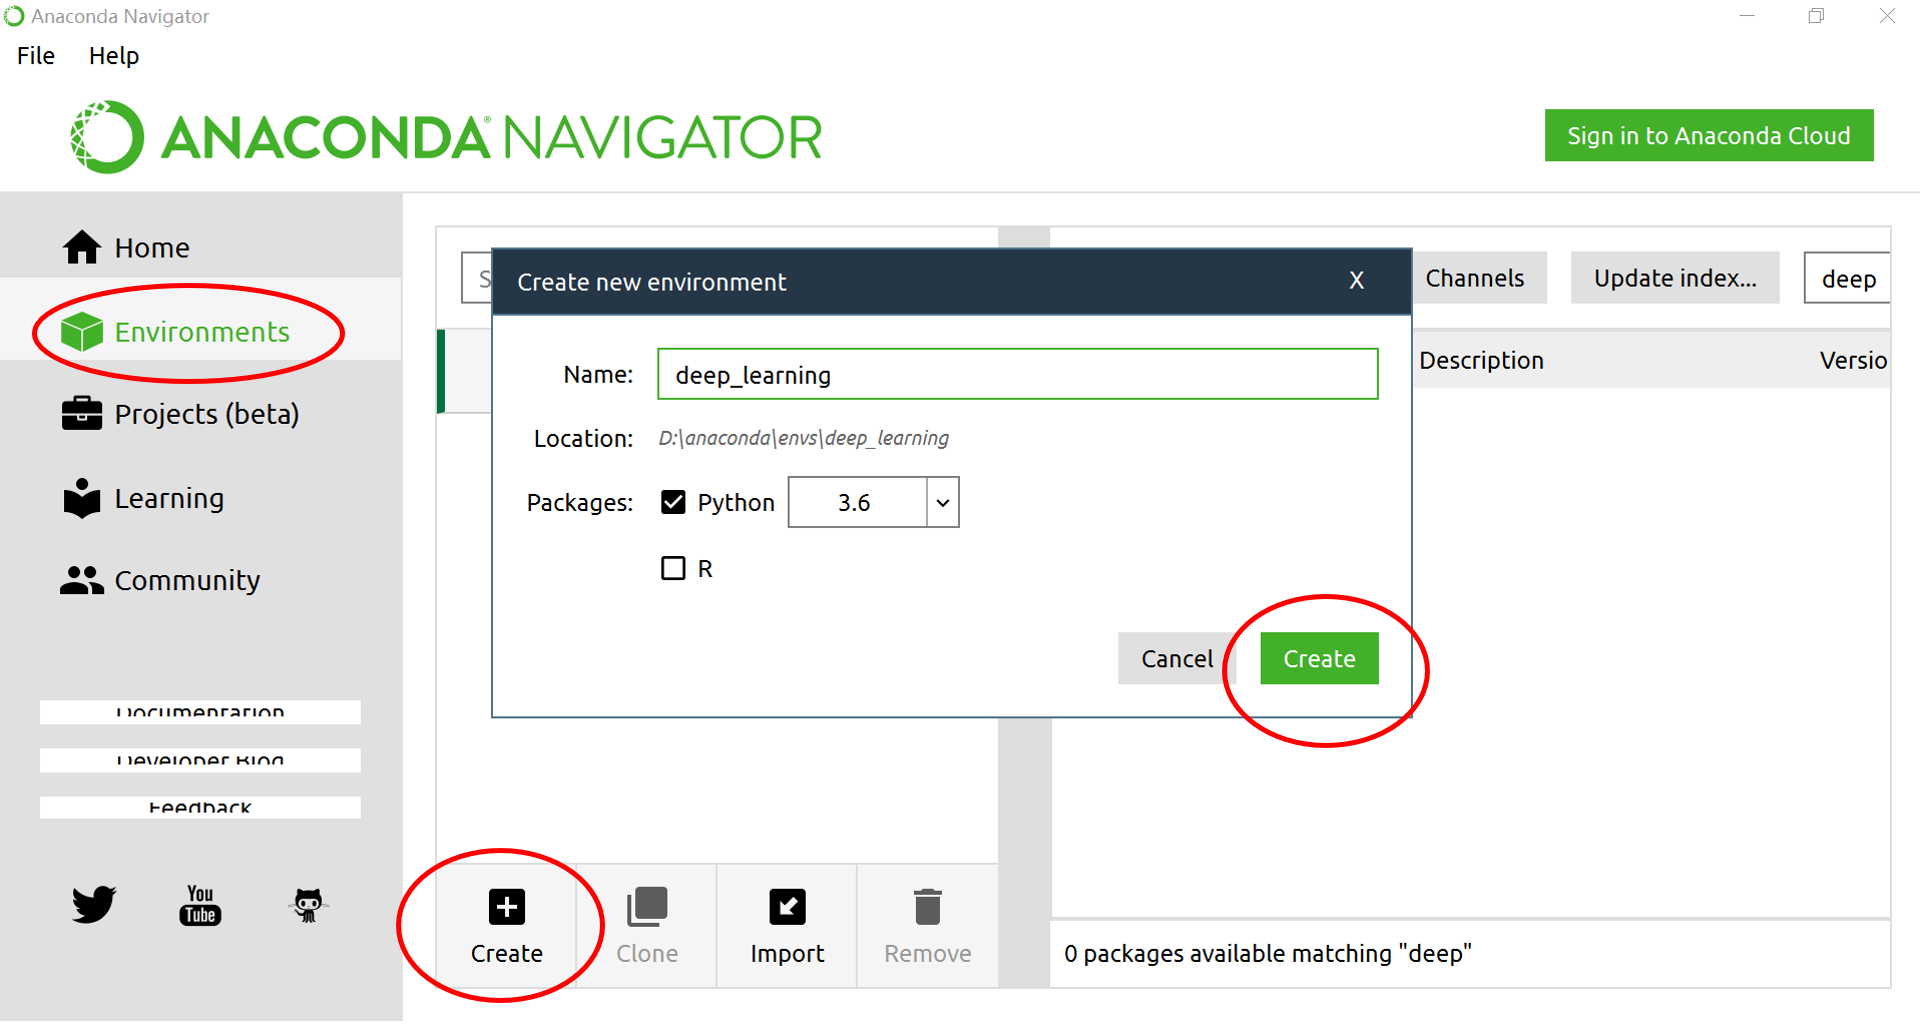 Anaconda Navigator
File Help
ANACONDA® NAVIGATOR
Sign in to Anaconda Cloud
Home
Environments
Projects (beta)
Learning
Community
Documentation
Developer Blog
Feedback
You
Tube
S
Create new environment X
Name: deep_learning
Location: D:\anaconda\envs\deep_learning
Packages: Python 3.6
R
Cancel Create
Channels Update index... deep
Description Versio
Create Clone Import Remove
0 packages available matching "deep"